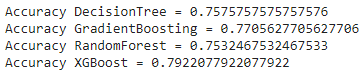 Accuracy DecisionTree = 0.7575757575757576
Accuracy GradientBoosting = 0.7705627705627706
Accuracy RandomForest = 0.7532467532467533
Accuracy XGBoost = 0.7922077922077922